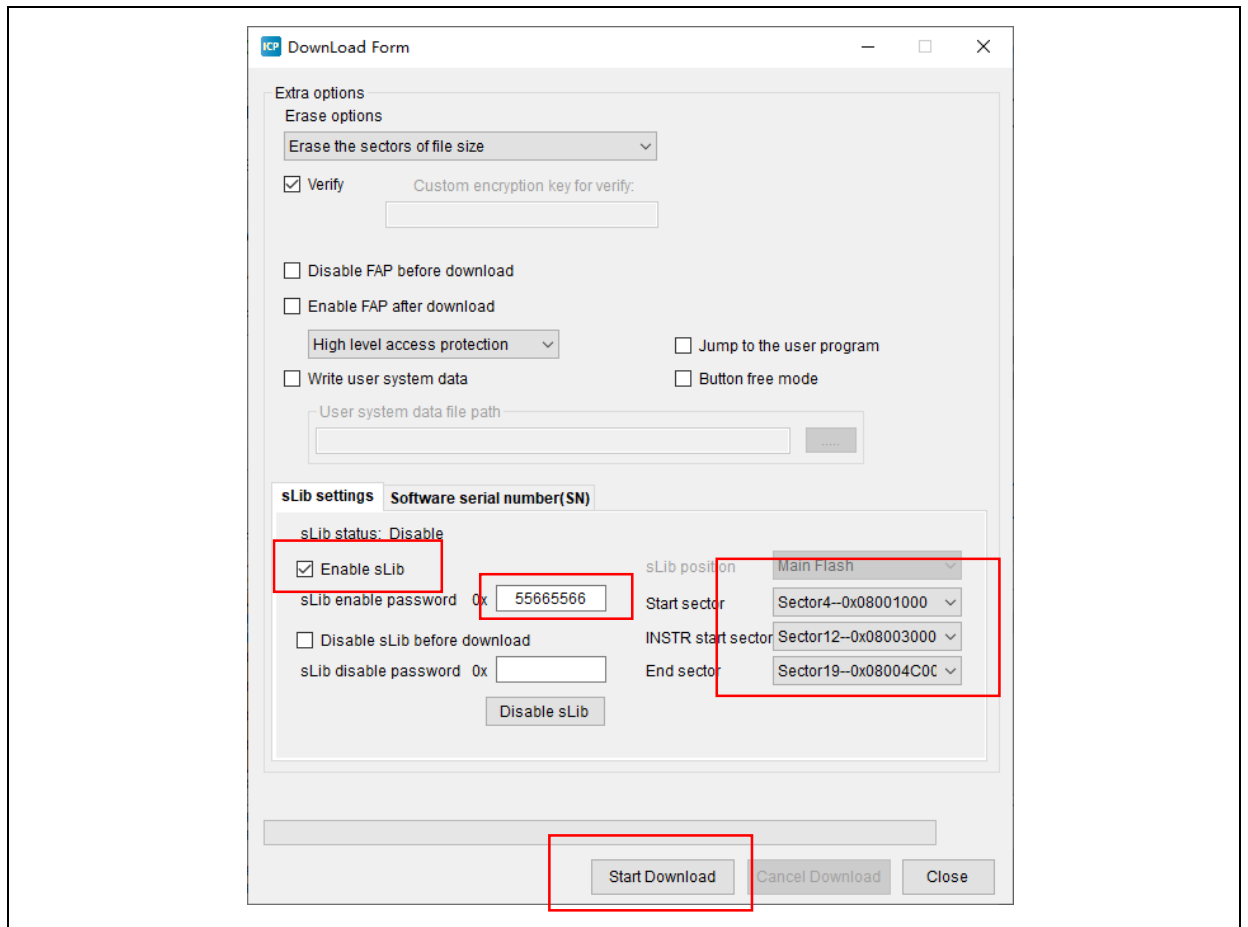 ICP DownLoad Form
Extra options
Erase options
Erase the sectors of file size
Verify Custom encryption key for verify:
Disable FAP before download
Enable FAP after download
High level access protection Jump to the user program
Write user system data Button free mode
User system data file path
.....
sLib settings Software serial number(SN)
sLib status: Disable
Enable sLib sLib position Main Flash
sLib enable password 0x 55665566 Start sector Sector4--0x08001000
Disable sLib before download INSTR start sector Sector12--0x08003000
sLib disable password 0x End sector Sector19--0x08004C00
Disable sLib
Start Download Cancel Download Close